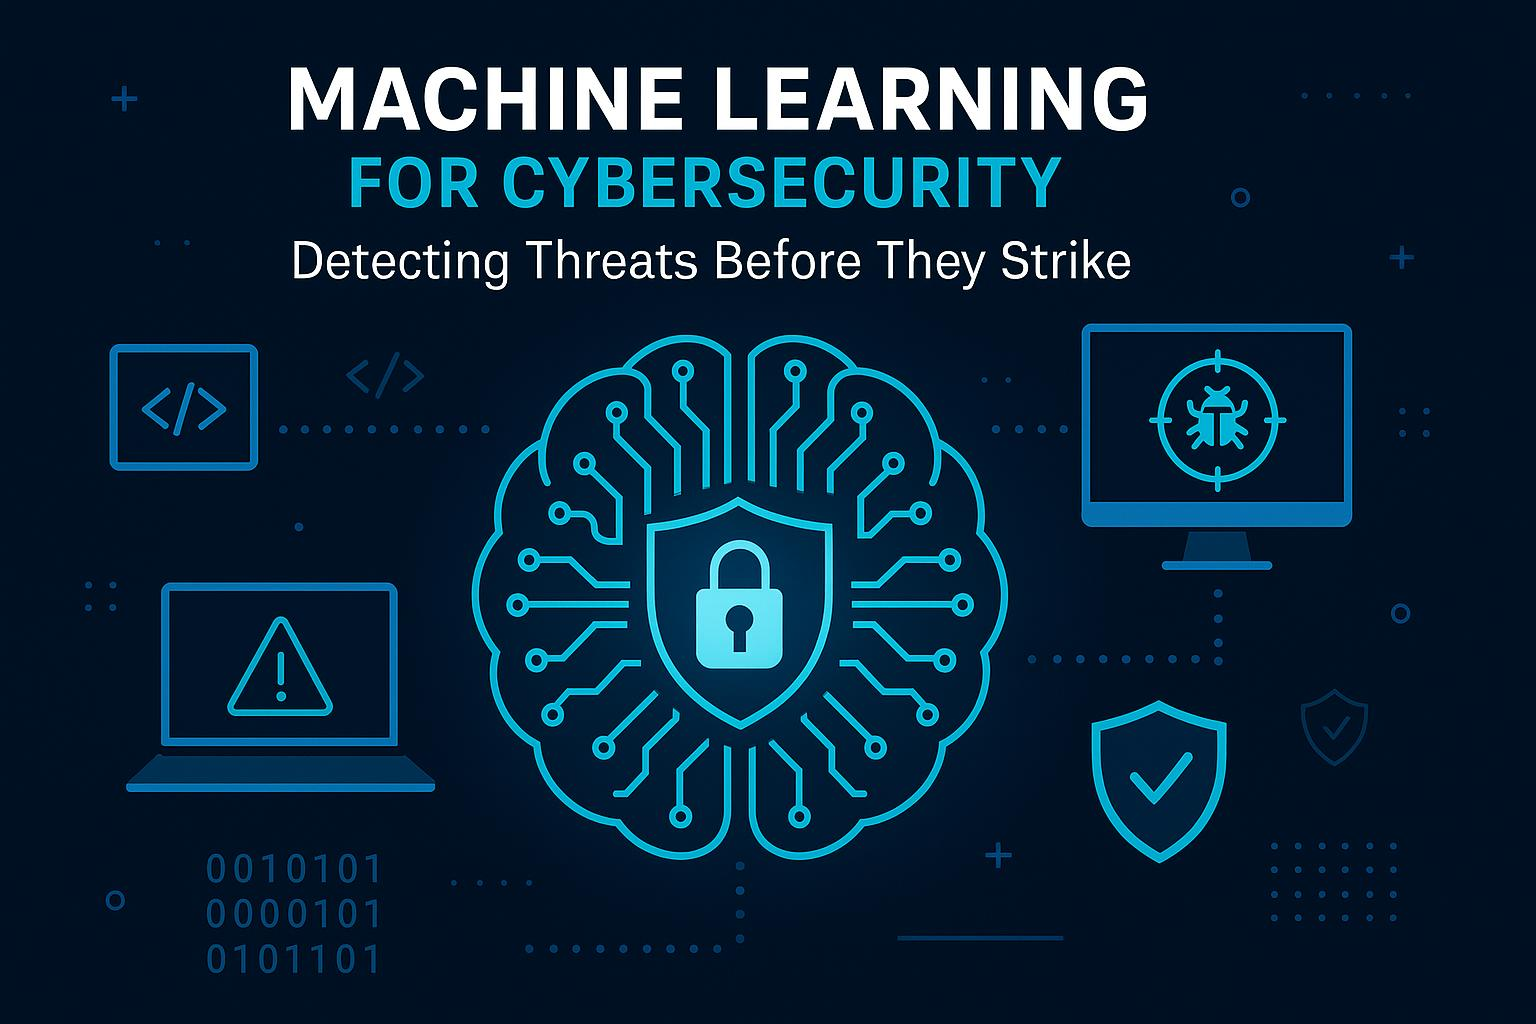 MACHINE LEARNING
FOR CYBERSECURITY
Detecting Threats Before They Strike
</>
</>
0010101
0000101
0101101